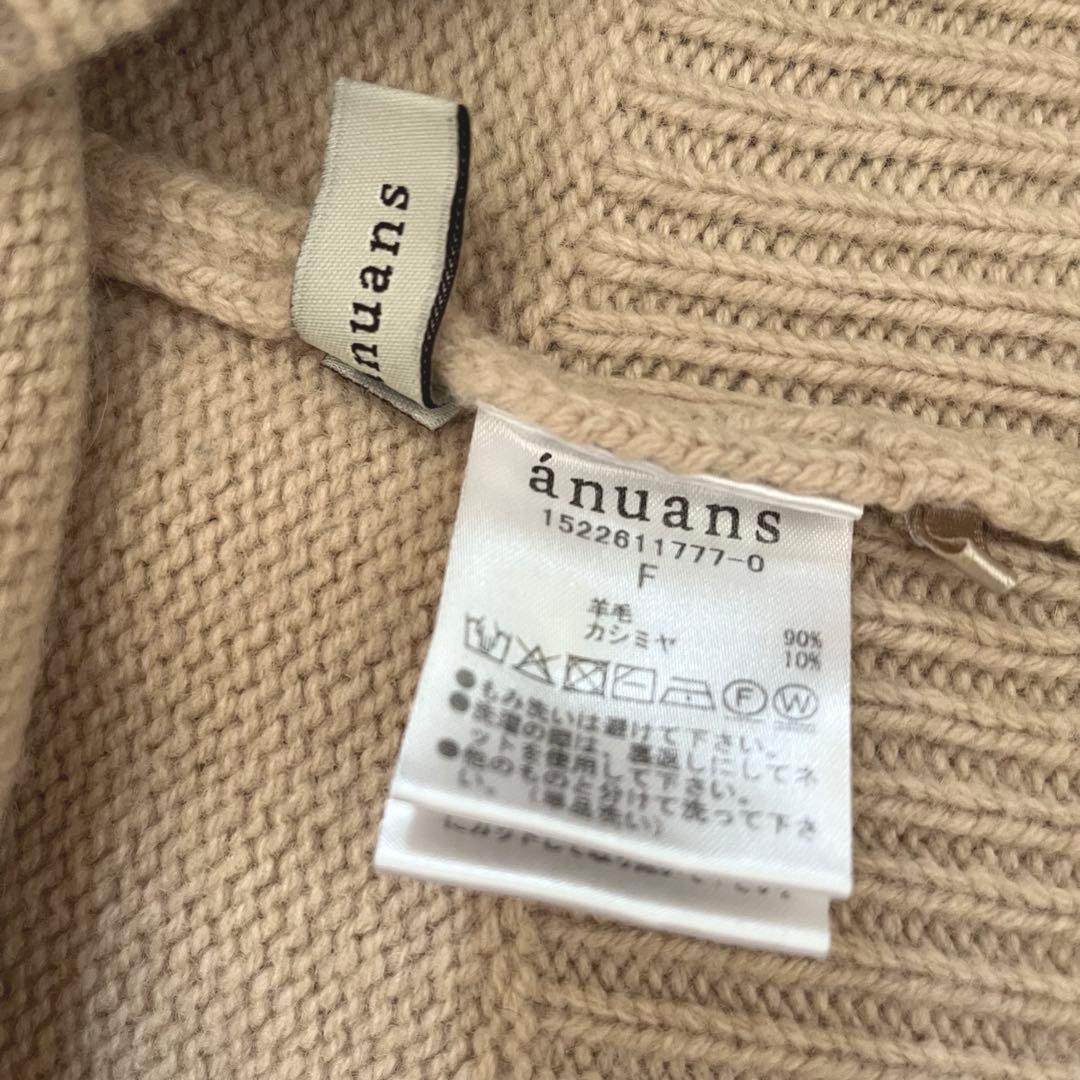 nuans
ánuans
1522611777-0
F
羊毛 90%
カシミヤ 10%
F W
●もみ洗いは避けて下さい。
●洗濯の際は、裏返しにしてネ
ットを使用して下さい。
●他のものと分けて洗って下さ
い。（単品洗い）